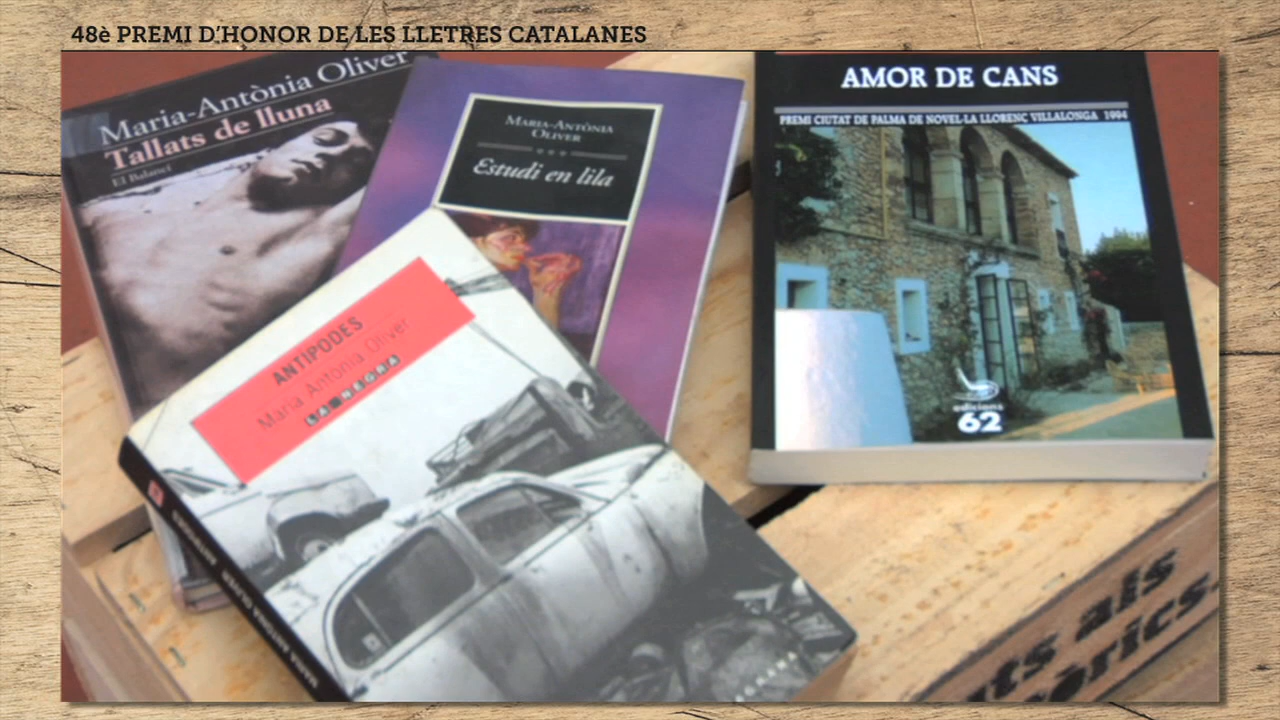 48è PREMI D'HONOR DE LES LLETRES CATALANES
Maria-Antònia Oliver
Tallats de lluna
El Balancí
MARIA-ANTÒNIA
OLIVER
Estudi en lila
AMOR DE CANS
PREMI CIUTAT DE PALMA DE NOVEL·LA LLORENÇ VILLALONGA 1994
edicions
62
ANTIPODES
Maria Antònia Oliver
LA NEGRA